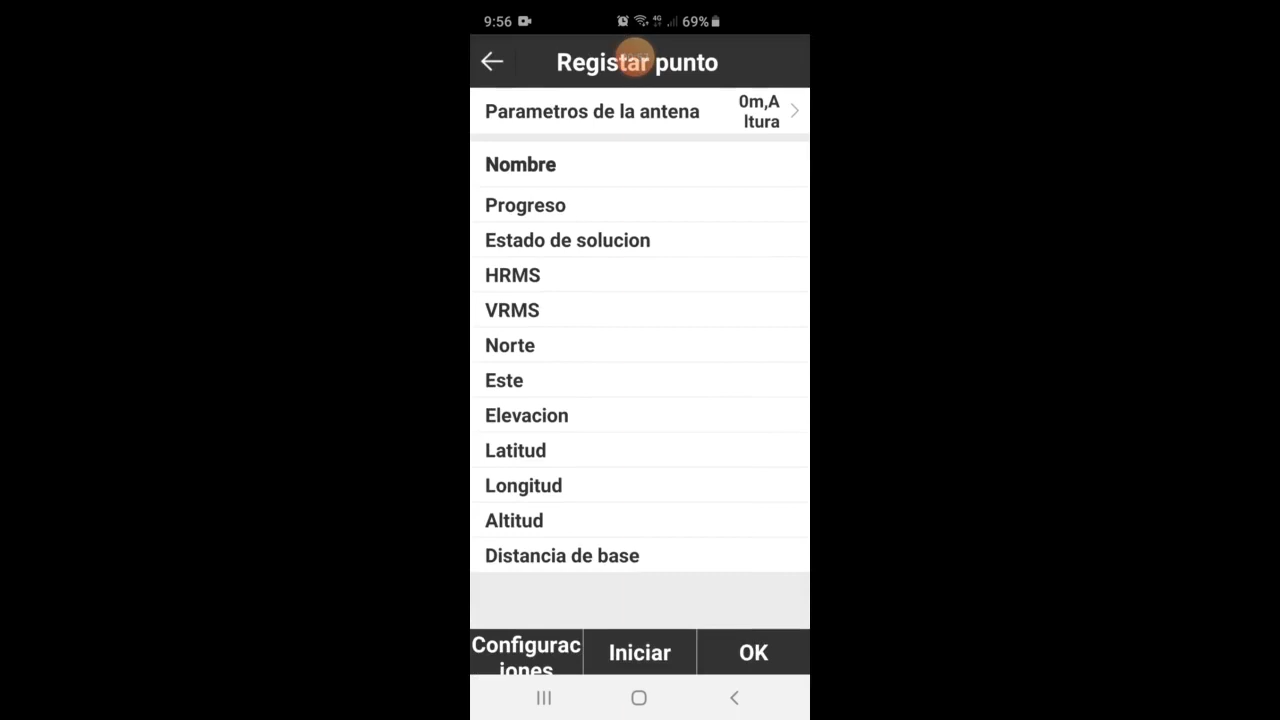 9:56 4G 69%
Registar punto
Parametros de la antena 0m,A
ltura
Nombre
Progreso
Estado de solucion
HRMS
VRMS
Norte
Este
Elevacion
Latitud
Longitud
Altitud
Distancia de base
Configurac
iones
Iniciar
OK